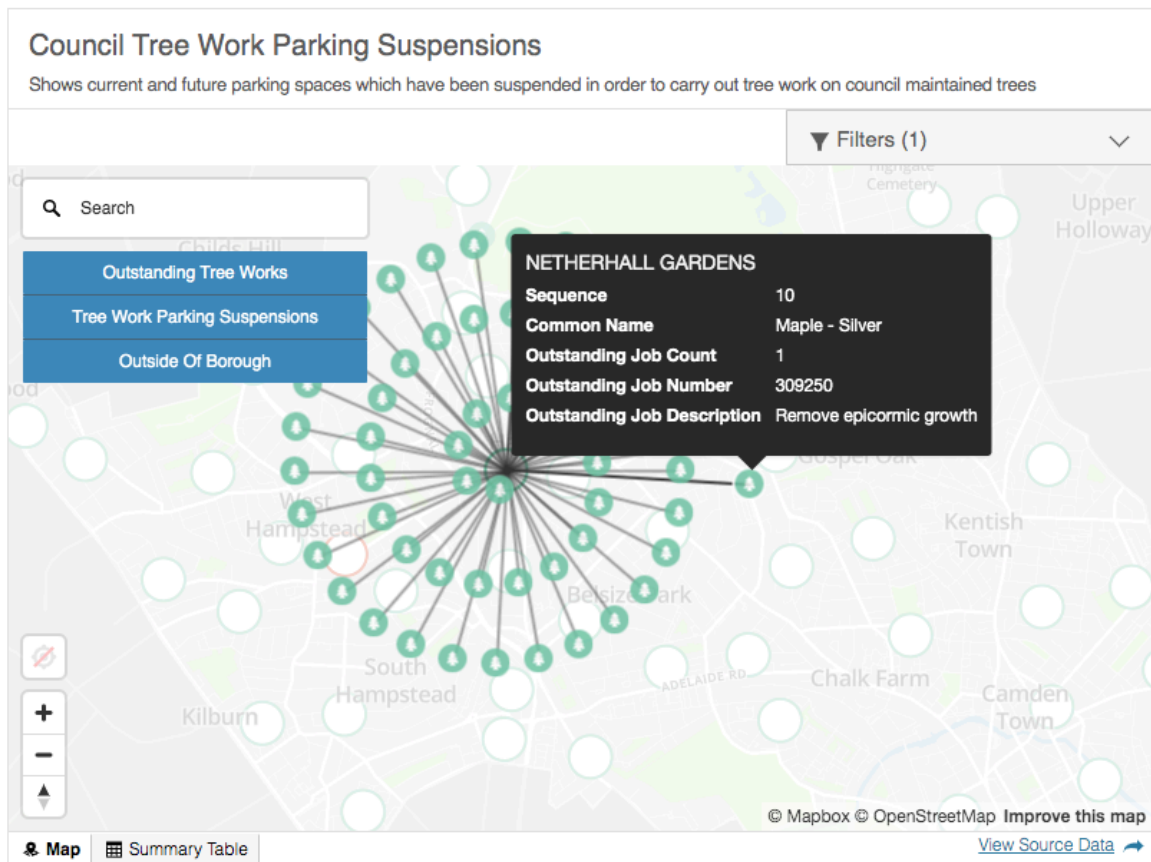 Council Tree Work Parking Suspensions
Shows current and future parking spaces which have been suspended in order to carry out tree work on council maintained trees
Filters (1)
Highgate
Cemetery
Upper
Holloway
Search
Childs Hill
Outstanding Tree Works
Tree Work Parking Suspensions
Outside Of Borough
NETHERHALL GARDENS
Sequence 10
Common Name Maple - Silver
Outstanding Job Count 1
Outstanding Job Number 309250
Outstanding Job Description Remove epicormic growth
Gospel Oak
West
Hampstead
Kentish
Town
Belsize Park
South
Hampstead
ADELAIDE RD
Chalk Farm
Kilburn
Camden
Town
© Mapbox © OpenStreetMap Improve this map
Map
Summary Table
View Source Data